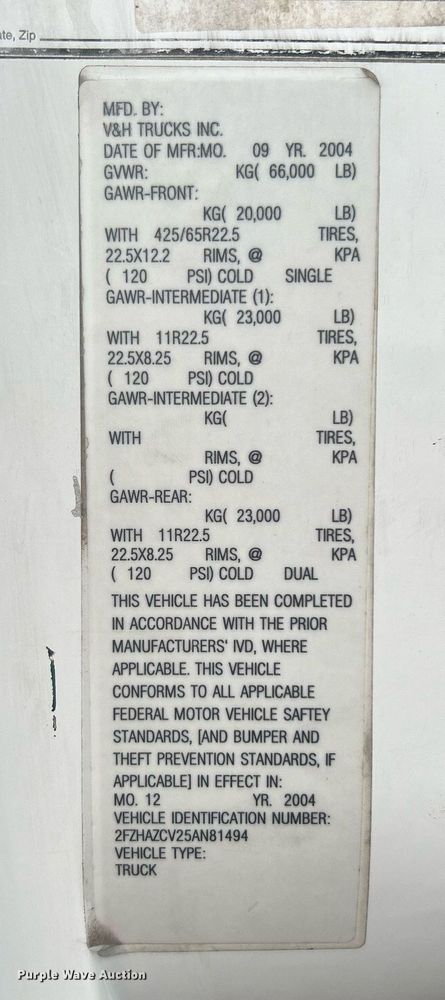 ate, Zip
MFD. BY:
V&H TRUCKS INC.
DATE OF MFR:MO. 09 YR. 2004
GVWR: KG( 66,000 LB)
GAWR-FRONT:
KG( 20,000 LB)
WITH 425/65R22.5 TIRES,
22.5X12.2 RIMS, @ KPA
( 120 PSI) COLD SINGLE
GAWR-INTERMEDIATE (1):
KG( 23,000 LB)
WITH 11R22.5 TIRES,
22.5X8.25 RIMS, @ KPA
( 120 PSI) COLD
GAWR-INTERMEDIATE (2):
KG( LB)
WITH TIRES,
RIMS, @ KPA
( PSI) COLD
GAWR-REAR:
KG( 23,000 LB)
WITH 11R22.5 TIRES,
22.5X8.25 RIMS, @ KPA
( 120 PSI) COLD DUAL
THIS VEHICLE HAS BEEN COMPLETED
IN ACCORDANCE WITH THE PRIOR
MANUFACTURERS' IVD, WHERE
APPLICABLE. THIS VEHICLE
CONFORMS TO ALL APPLICABLE
FEDERAL MOTOR VEHICLE SAFTEY
STANDARDS, [AND BUMPER AND
THEFT PREVENTION STANDARDS, IF
APPLICABLE] IN EFFECT IN:
MO. 12 YR. 2004
VEHICLE IDENTIFICATION NUMBER:
2FZHAZCV25AN81494
VEHICLE TYPE:
TRUCK
Purple Wave Auction